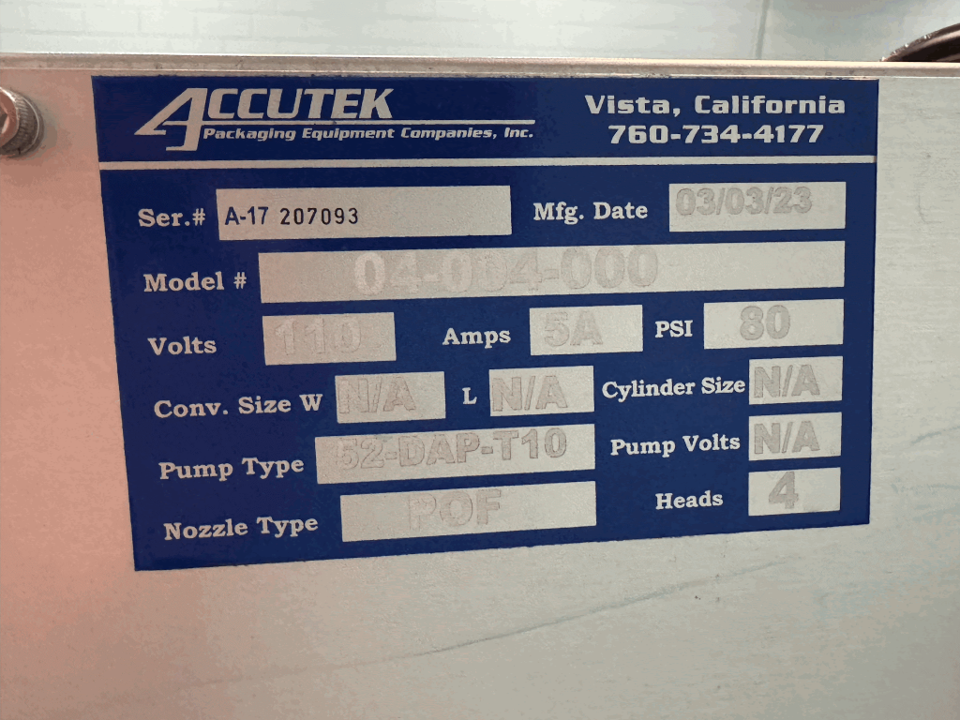 ACCUTEK
Packaging Equipment Companies, Inc.
Vista, California
760-734-4177
Ser.# A-17 207093 Mfg. Date 03/03/23
Model # 04-004-000
Volts 110 Amps 5A PSI 80
Conv. Size W N/A L N/A Cylinder Size N/A
Pump Type 52-DAP-T10 Pump Volts N/A
Nozzle Type POF Heads 4